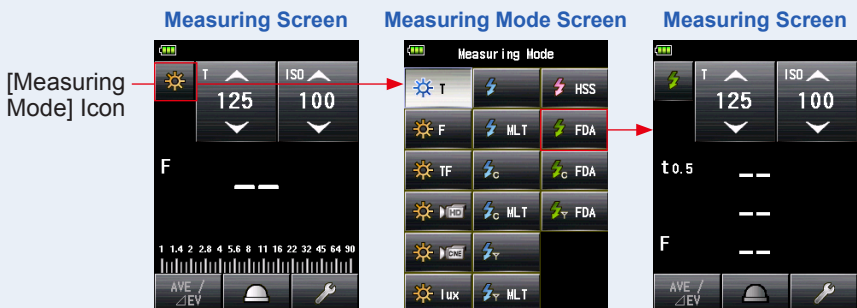 Measuring Screen
Measuring Mode Screen
Measuring Screen
[Measuring Mode] Icon
T
125
ISO
100
F
-- 
1 1.4 2 2.8 4 5.6 8 11 16 22 32 45 64 90
AVE /
⊿EV
Measuring Mode
T
HSS
F
MLT
FDA
TF
C
C FDA
HD
C MLT
FDA
CINE
lux
MLT
T
125
ISO
100
t0.5
--
--
F
--
AVE /
⊿EV